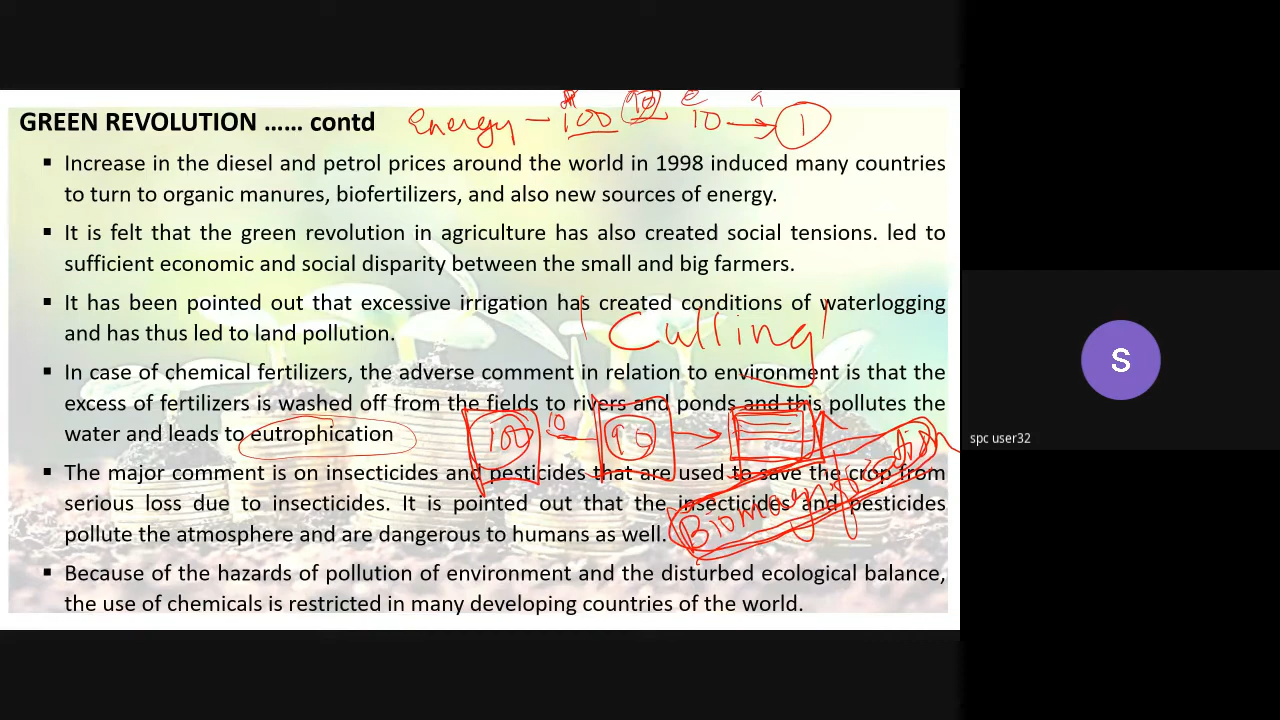 GREEN REVOLUTION ...... contd Energy – 100 90 10 → 1
▪ Increase in the diesel and petrol prices around the world in 1998 induced many countries
to turn to organic manures, biofertilizers, and also new sources of energy.
▪ It is felt that the green revolution in agriculture has also created social tensions. led to
sufficient economic and social disparity between the small and big farmers.
▪ It has been pointed out that excessive irrigation has created conditions of waterlogging
and has thus led to land pollution.
Culling
▪ In case of chemical fertilizers, the adverse comment in relation to environment is that the
excess of fertilizers is washed off from the fields to rivers and ponds and this pollutes the
water and leads to eutrophication
100 10 90
▪ The major comment is on insecticides and pesticides that are used to save the crop from
serious loss due to insecticides. It is pointed out that the insecticides and pesticides
pollute the atmosphere and are dangerous to humans as well.
Biomagnification
▪ Because of the hazards of pollution of environment and the disturbed ecological balance,
the use of chemicals is restricted in many developing countries of the world.
S
spc user32